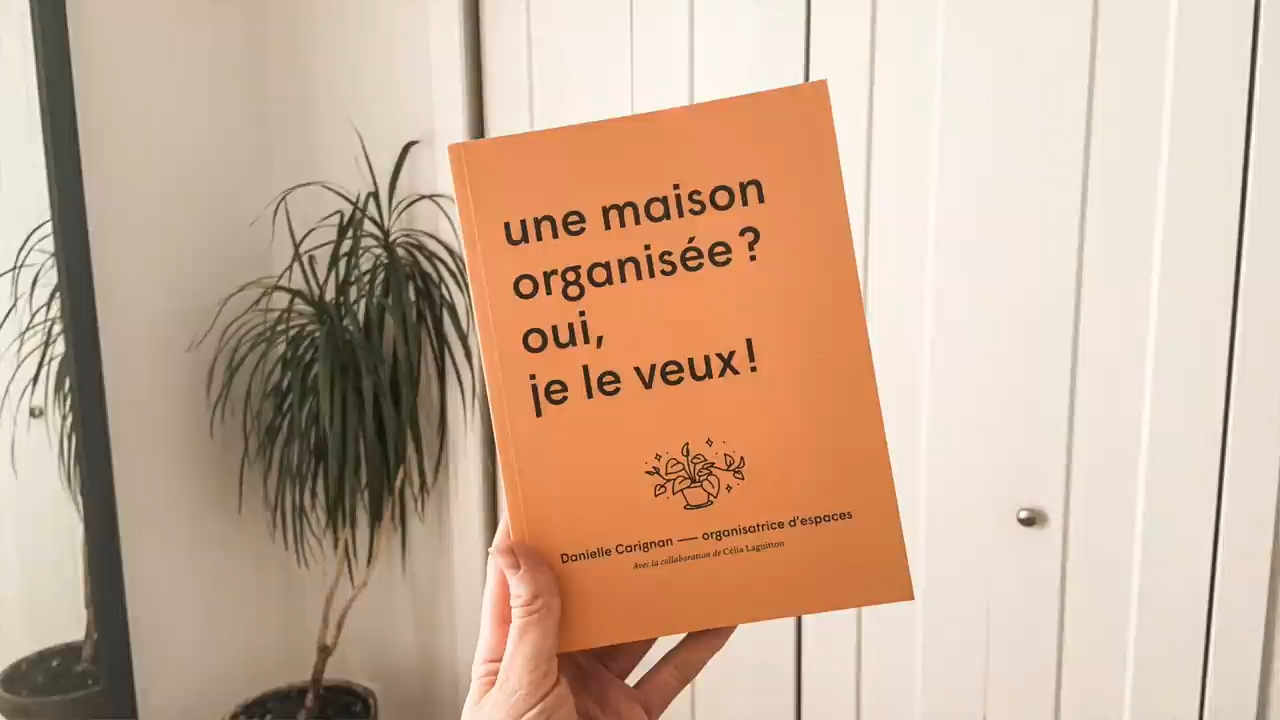 une maison
organisée ?
oui,
je le veux !
Danielle Carignan — organisatrice d'espaces
Avec la collaboration de Célia Laguitton